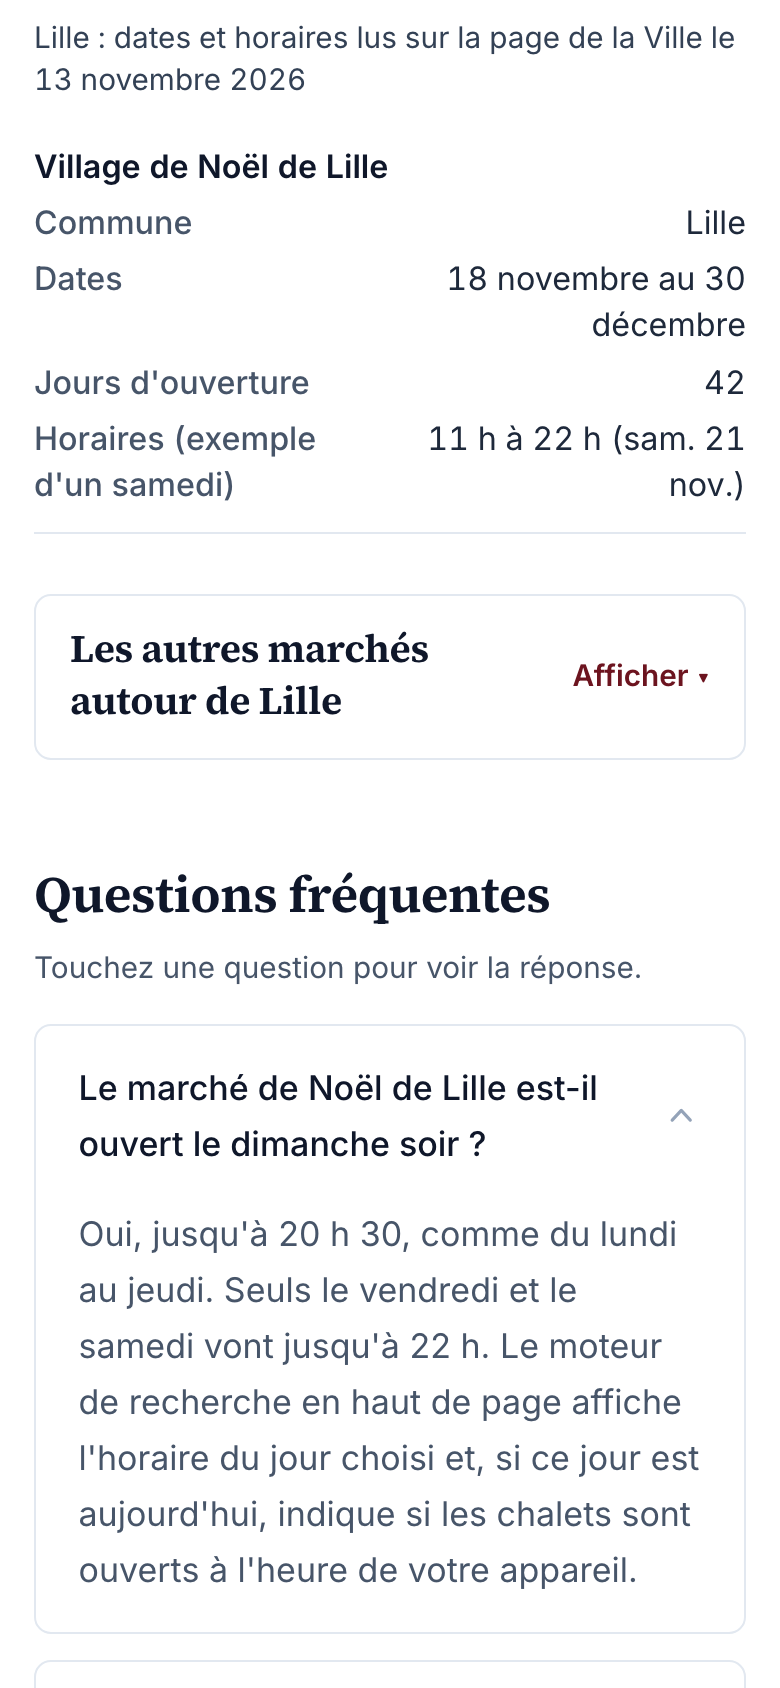 Lille : dates et horaires lus sur la page de la Ville le
13 novembre 2026
Village de Noël de Lille
Commune
Lille
Dates
18 novembre au 30
décembre
Jours d'ouverture
42
Horaires (exemple
d'un samedi)
11 h à 22 h (sam. 21
nov.)
Les autres marchés
autour de Lille
Afficher ▾
Questions fréquentes
Touchez une question pour voir la réponse.
Le marché de Noël de Lille est-il
ouvert le dimanche soir ?
Oui, jusqu'à 20 h 30, comme du lundi
au jeudi. Seuls le vendredi et le
samedi vont jusqu'à 22 h. Le moteur
de recherche en haut de page affiche
l'horaire du jour choisi et, si ce jour est
aujourd'hui, indique si les chalets sont
ouverts à l'heure de votre appareil.